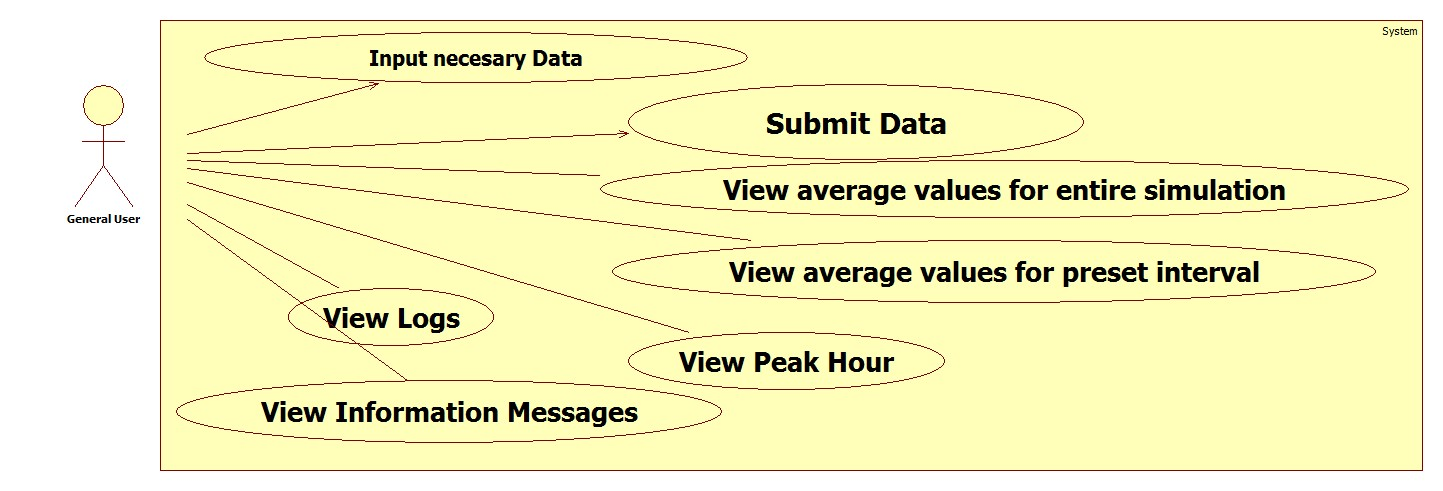 System
Input necesary Data
Submit Data
View average values for entire simulation
General User
View average values for preset interval
View Logs
View Peak Hour
View Information Messages